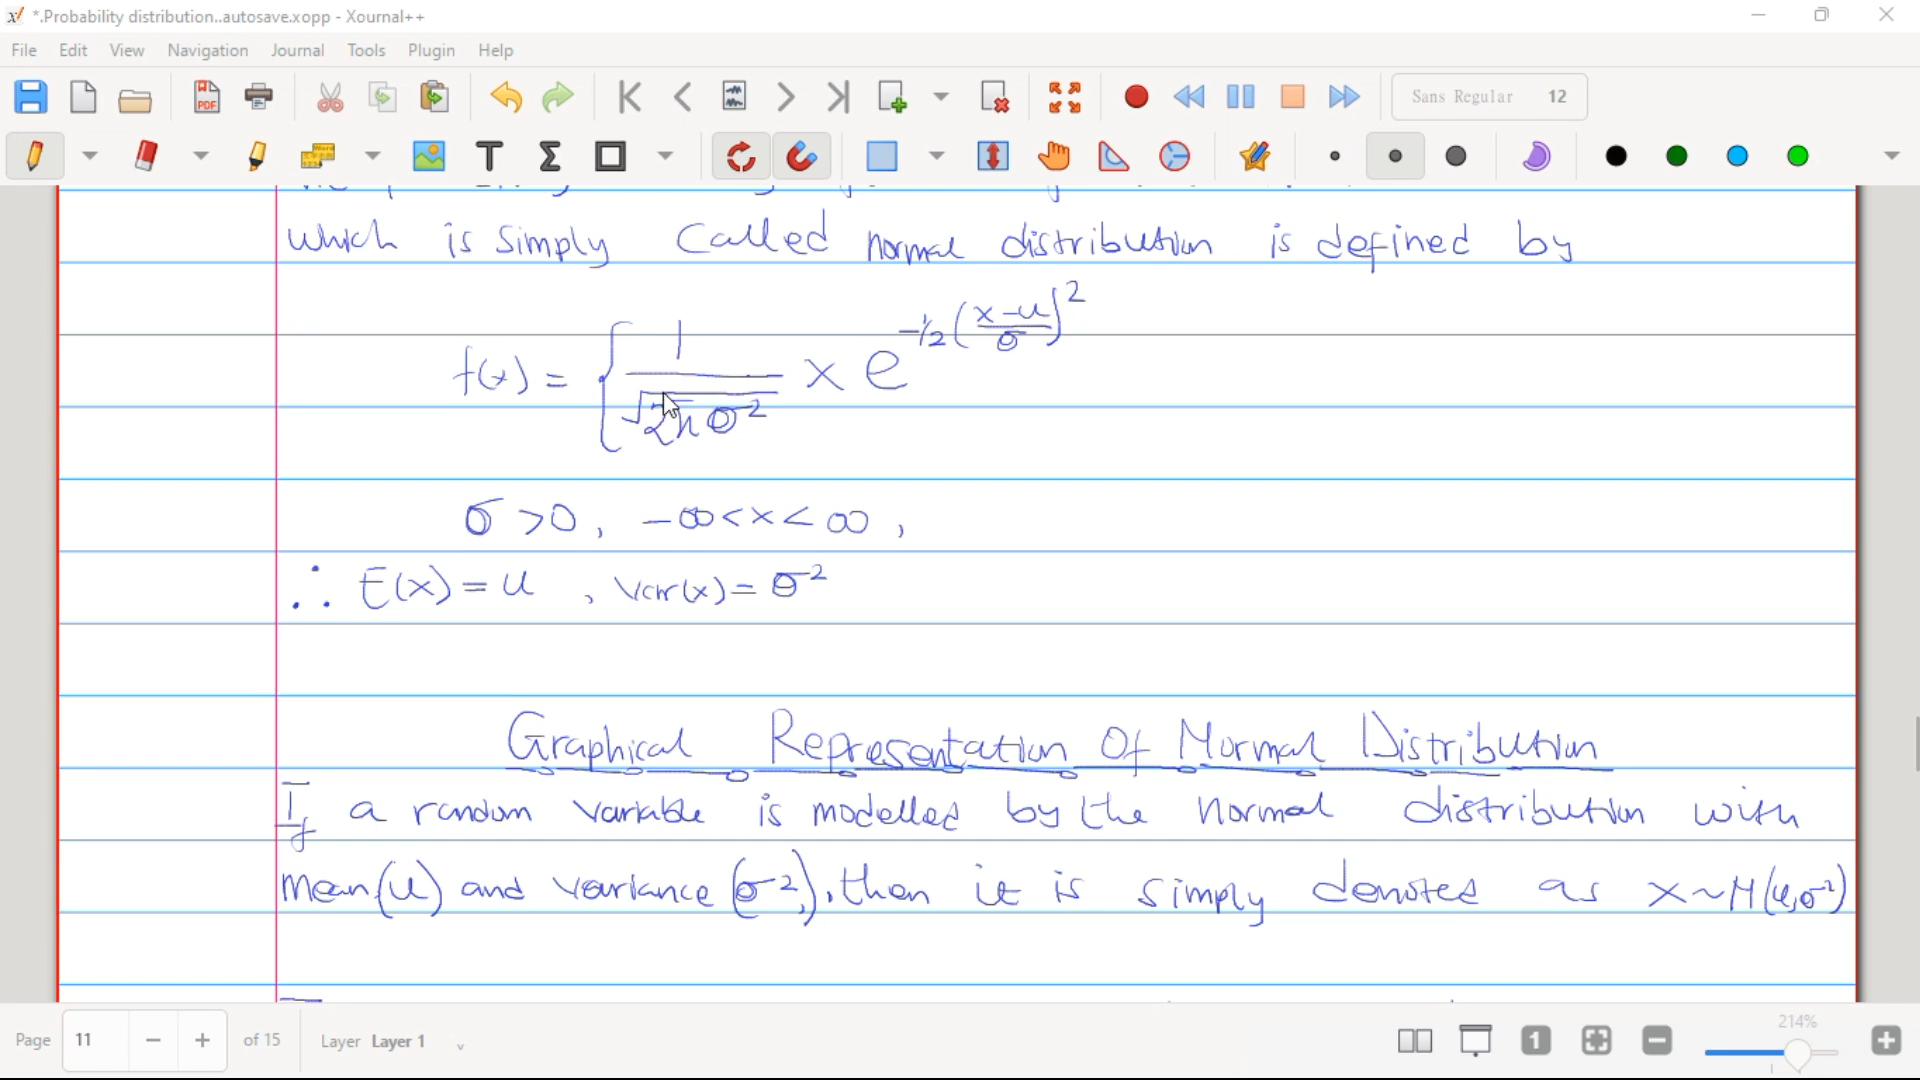 *.Probability distribution..autosave.xopp - Xournal++
File Edit View Navigation Journal Tools Plugin Help
Sans Regular 12
which is simply called normal distribution is defined by
f(x) = { 1/√(2πσ²) × e^(-1/2 ((x-u)/σ)²)
σ > 0, -∞ < x < ∞,
∴ E(x) = u , Var(x) = σ²
Graphical Representation Of Normal Distribution
If a random variable is modelled by the normal distribution with
mean (u) and variance (σ²), then it is simply denoted as x ~ N(u, σ²)
Page 11 of 15 Layer Layer 1 214%